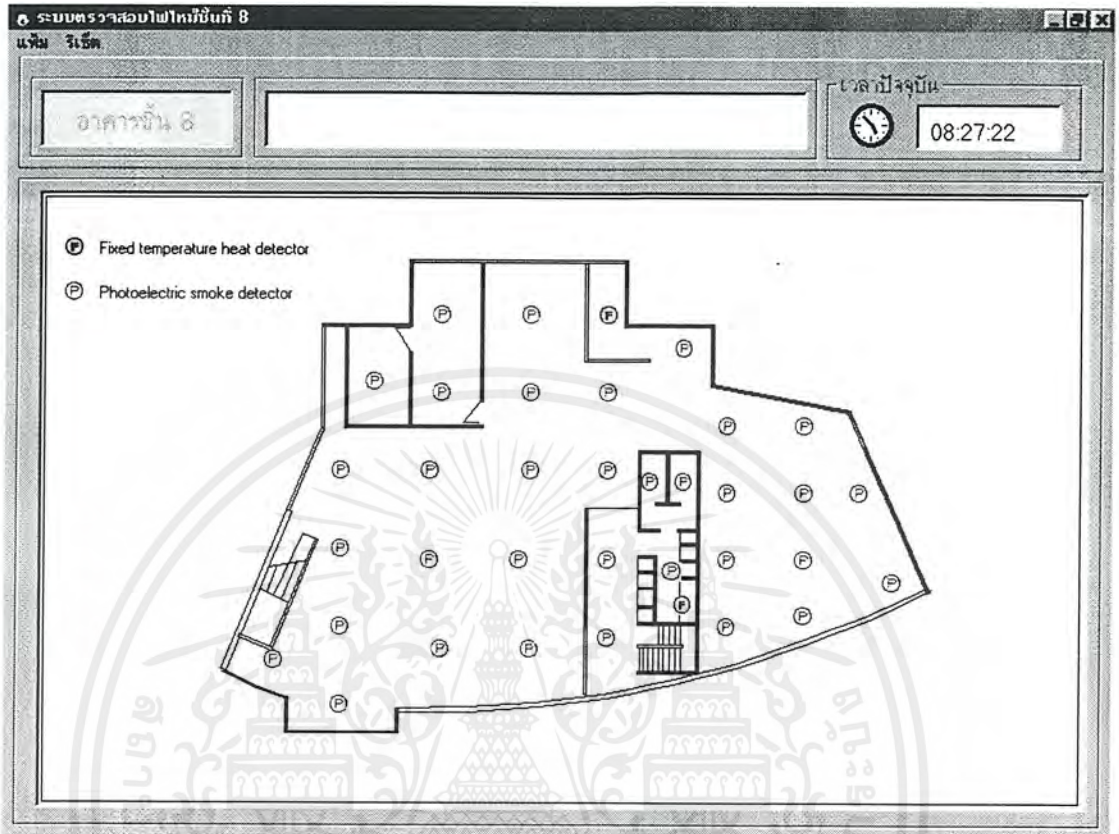 ระบบตรวจสอบไฟไหม้ชั้นที่ 8
แฟ้ม รีเซ็ต
อาคารชั้น 8
เวลาปัจจุบัน
08:27:22
F Fixed temperature heat detector
P Photoelectric smoke detector
P P F P
P P P P
P P
P P P P P P
P P P
P P P P P P
P P
F
P P P P P
P
P